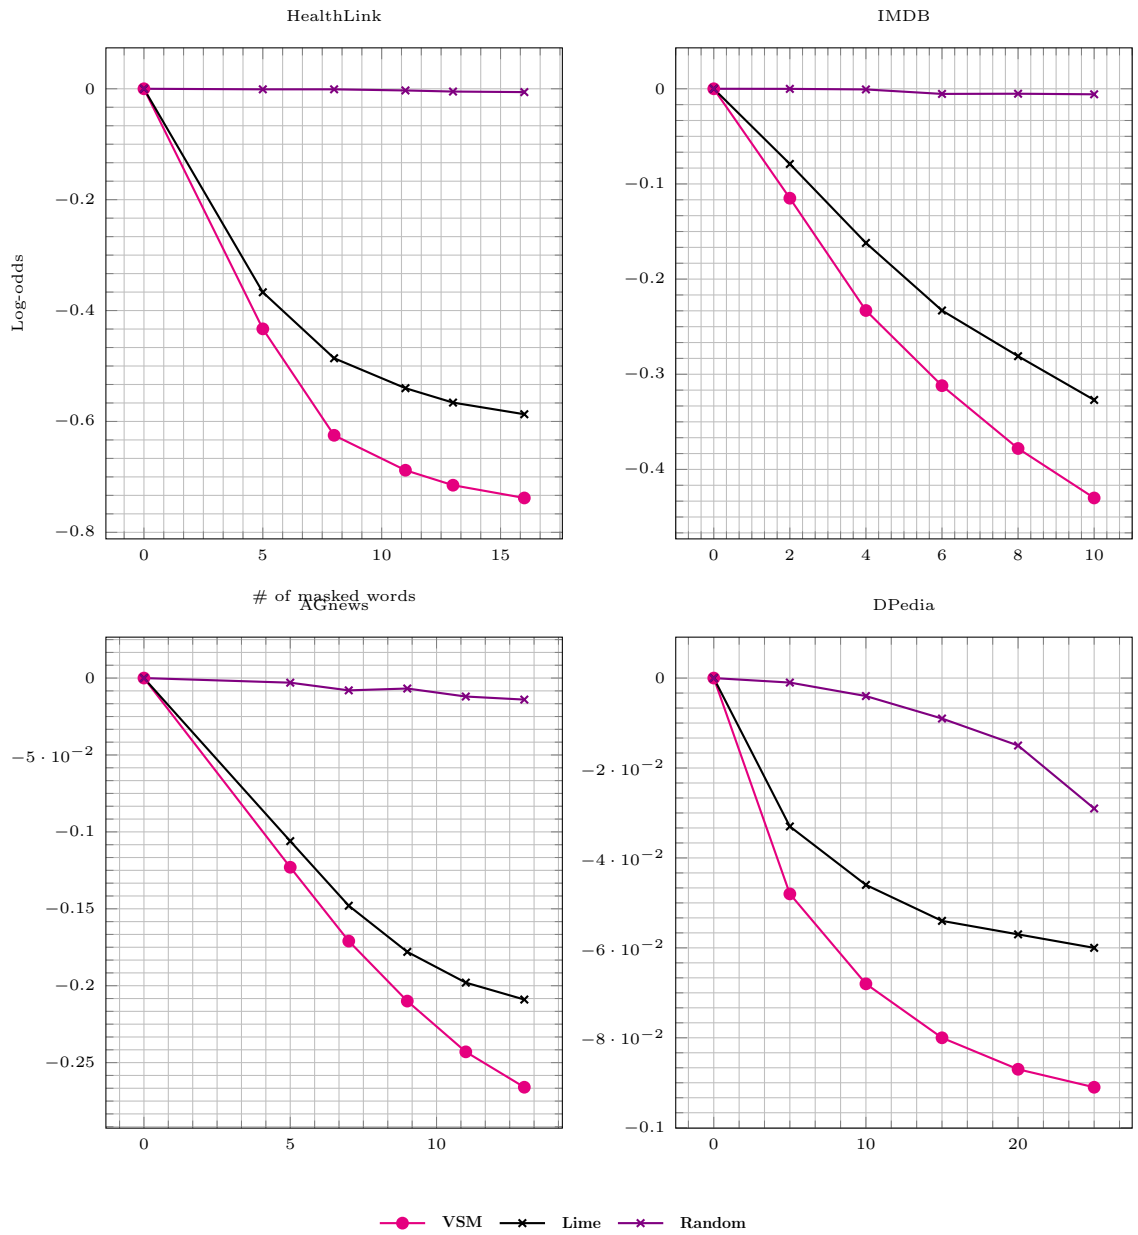 HealthLink
0
−0.2
−0.4
−0.6
−0.8
Log-odds
0 5 10 15
# of masked words
IMDB
0
−0.1
−0.2
−0.3
−0.4
0 2 4 6 8 10
AGnews
0
−5 · 10⁻²
−0.1
−0.15
−0.2
−0.25
0 5 10
DPedia
0
−2 · 10⁻²
−4 · 10⁻²
−6 · 10⁻²
−8 · 10⁻²
−0.1
0 10 20
VSM Lime Random